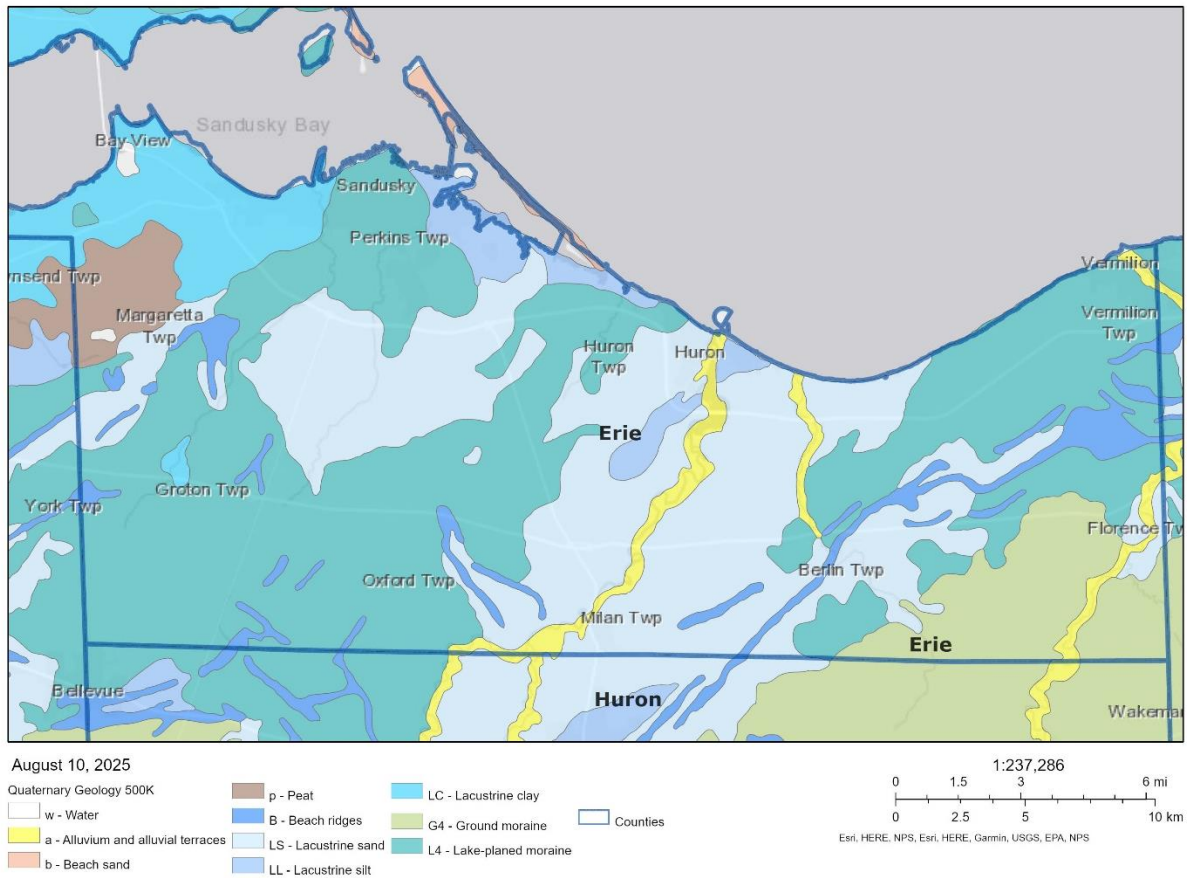 Sandusky Bay
Bay View
Sandusky
Perkins Twp
Vermilion
wnsend Twp
Margaretta
Twp
Vermilion
Twp
Huron
Twp
Huron
Erie
Groton Twp
York Twp
Florence Tw
Oxford Twp
Berlin Twp
Milan Twp
Erie
Bellevue
Huron
Wakeman
August 10, 2025
Quaternary Geology 500K
w - Water
a - Alluvium and alluvial terraces
b - Beach sand
p - Peat
B - Beach ridges
LS - Lacustrine sand
LL - Lacustrine silt
LC - Lacustrine clay
G4 - Ground moraine
L4 - Lake-planed moraine
Counties
1:237,286
0 1.5 3 6 mi
0 2.5 5 10 km
Esri, HERE, NPS, Esri, HERE, Garmin, USGS, EPA, NPS